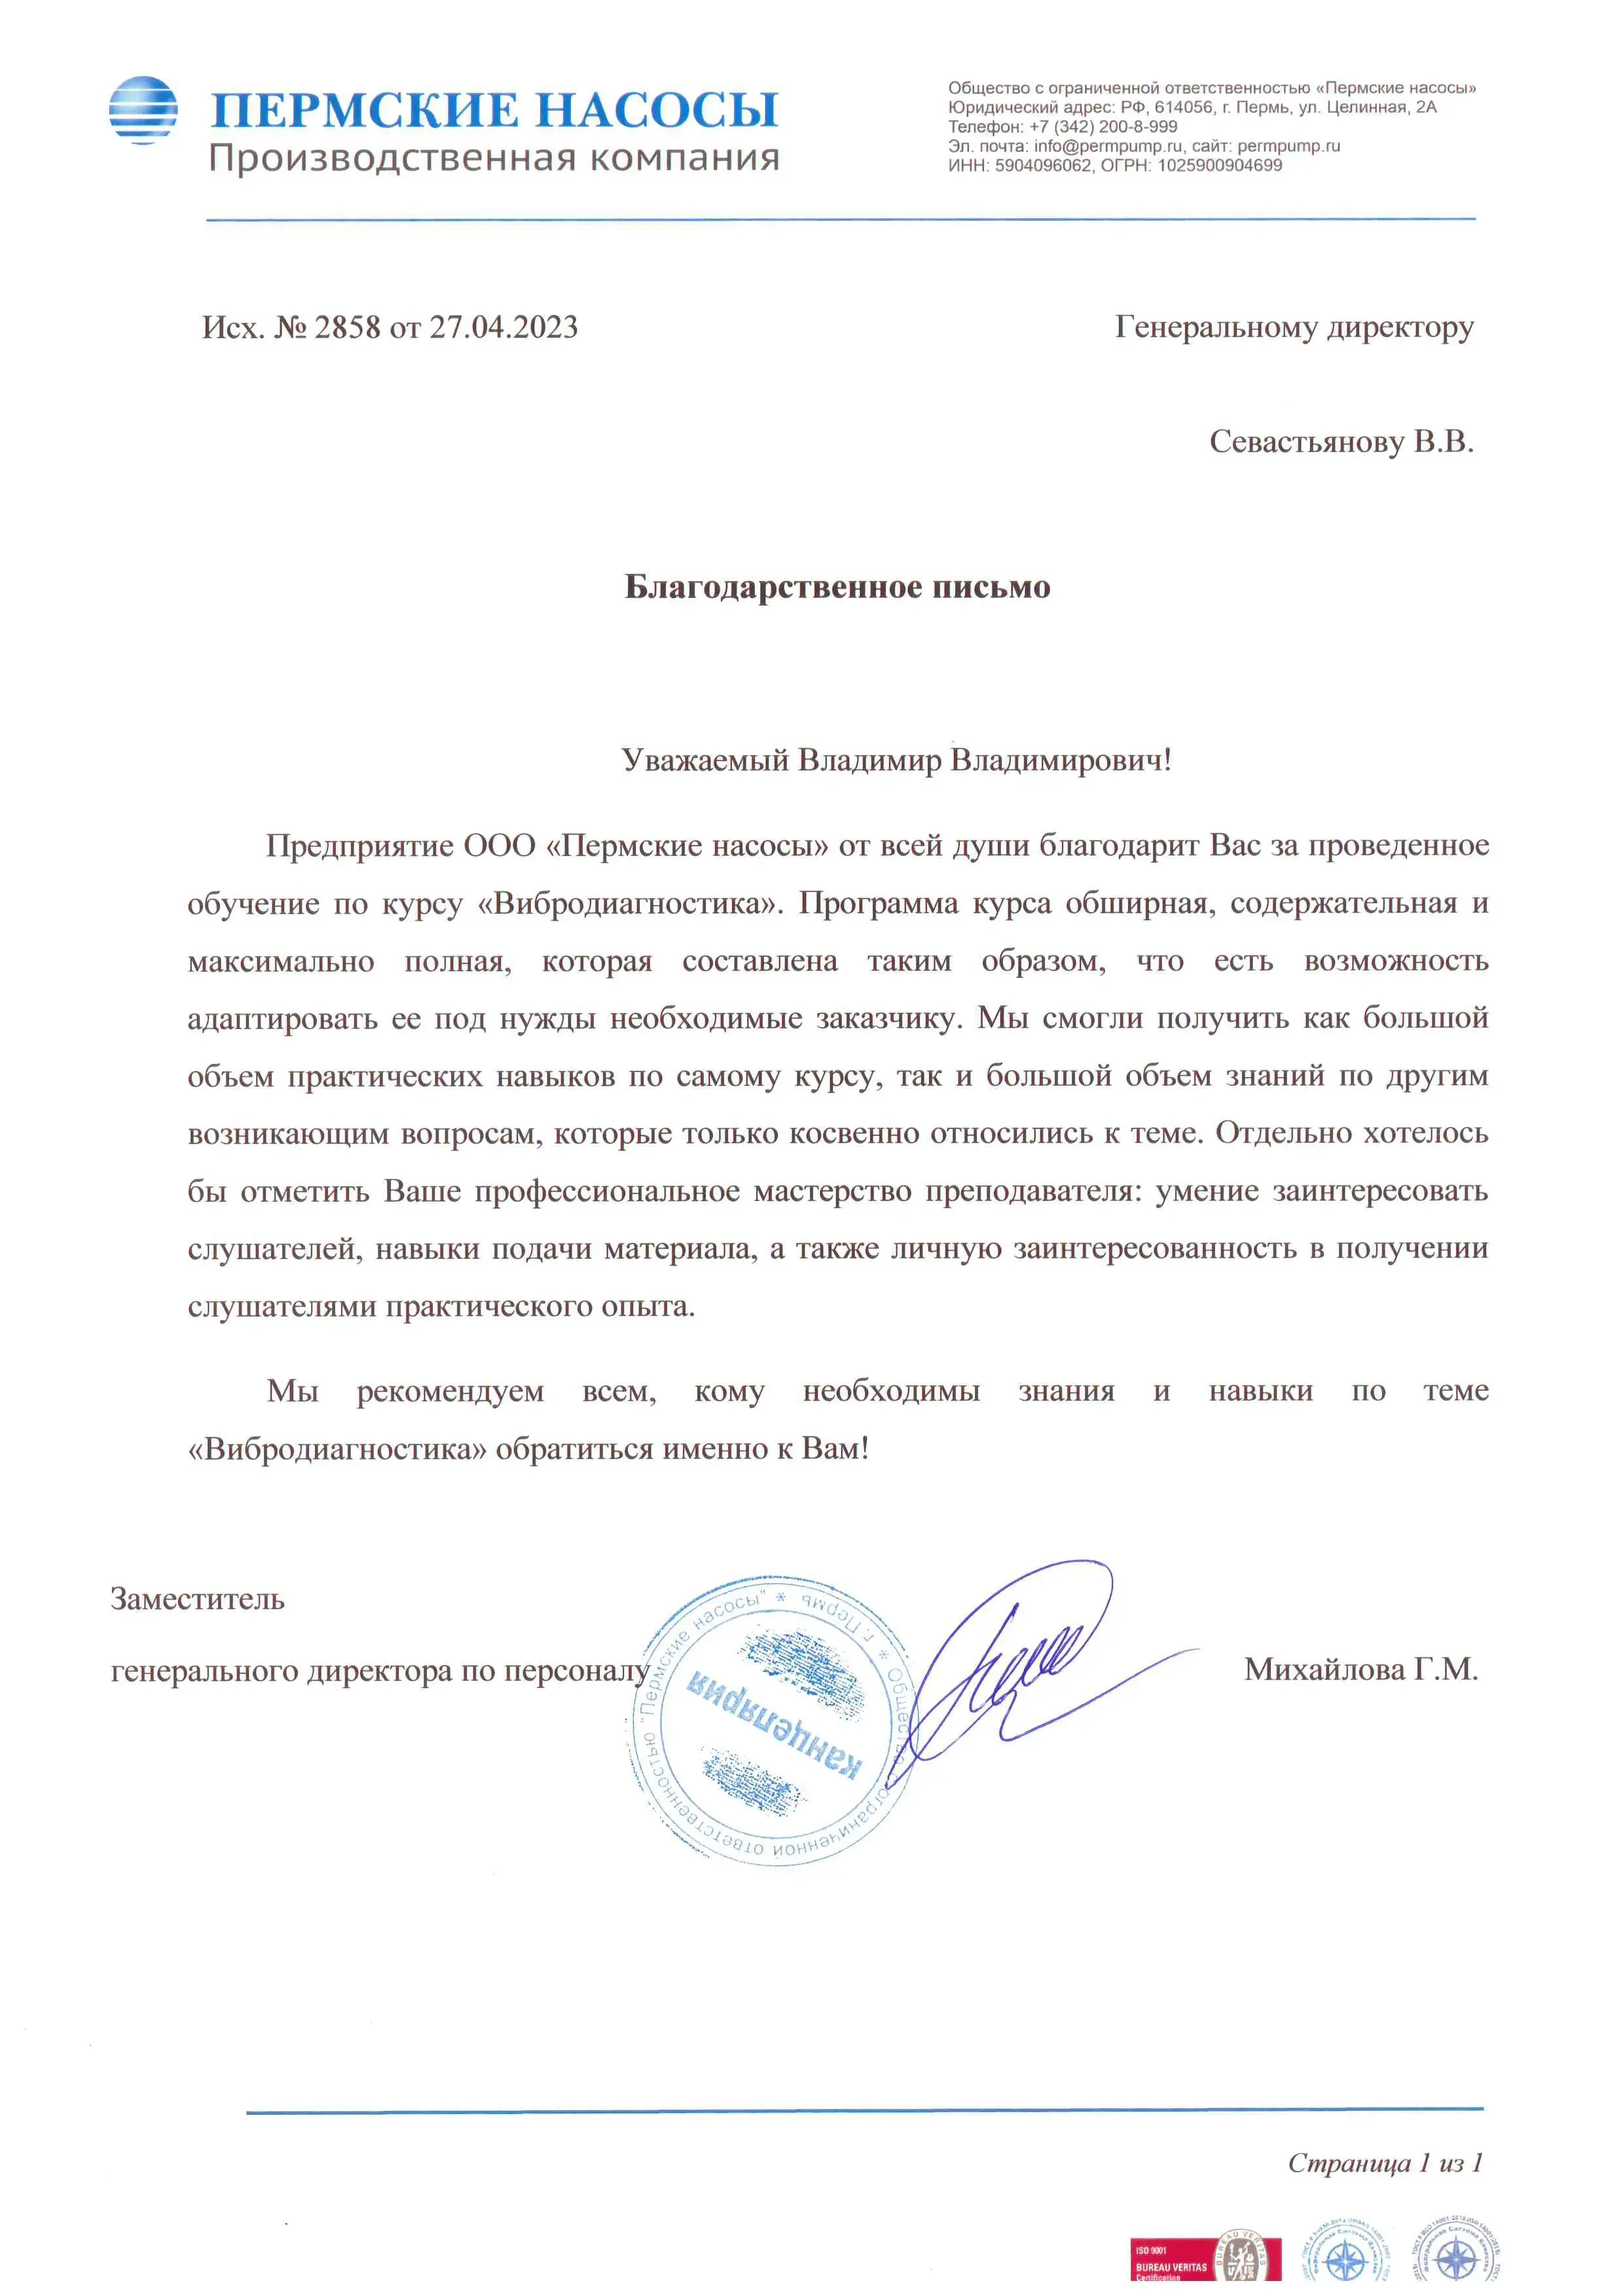 ПЕРМСКИЕ НАСОСЫ
Производственная компания
Общество с ограниченной ответственностью «Пермские насосы»
Юридический адрес: РФ, 614056, г. Пермь, ул. Целинная, 2А
Телефон: +7 (342) 200-8-999
Эл. почта: info@permpump.ru, сайт: permpump.ru
ИНН: 5904096062, ОГРН: 1025900904699
Исх. № 2858 от 27.04.2023
Генеральному директору
Севастьянову В.В.
Благодарственное письмо
Уважаемый Владимир Владимирович!
Предприятие ООО «Пермские насосы» от всей души благодарит Вас за проведенное
обучение по курсу «Вибродиагностика». Программа курса обширная, содержательная и
максимально полная, которая составлена таким образом, что есть возможность
адаптировать ее под нужды необходимые заказчику. Мы смогли получить как большой
объем практических навыков по самому курсу, так и большой объем знаний по другим
возникающим вопросам, которые только косвенно относились к теме. Отдельно хотелось
бы отметить Ваше профессиональное мастерство преподавателя: умение заинтересовать
слушателей, навыки подачи материала, а также личную заинтересованность в получении
слушателями практического опыта.
Мы рекомендуем всем, кому необходимы знания и навыки по теме
«Вибродиагностика» обратиться именно к Вам!
Заместитель
генерального директора по персоналу
Михайлова Г.М.
* Общество с ограниченной ответственностью "Пермские насосы" * г. Пермь
канцелярия
Страница 1 из 1
ISO 9001
BUREAU VERITAS
Certification
BUREAU VERITAS